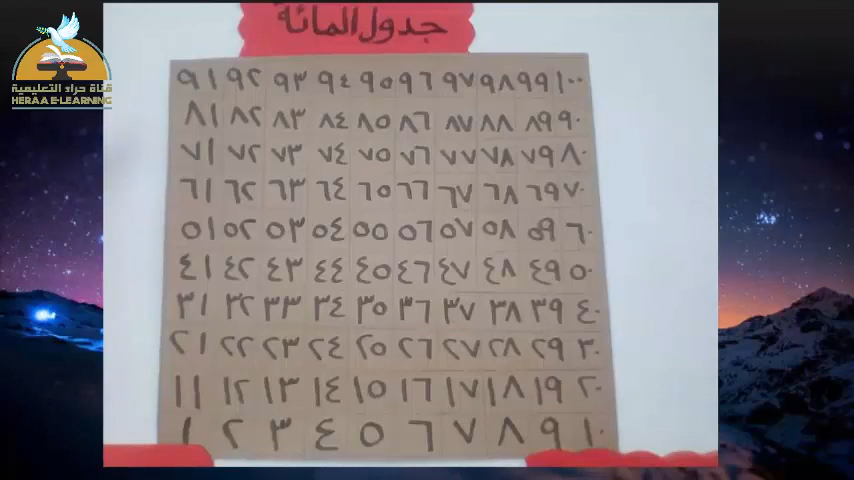 جدول المائة
قناة حراء التعليمية
HERAA E-LEARNING
٩١ ٩٢ ٩٣ ٩٤ ٩٥ ٩٦ ٩٧ ٩٨ ٩٩ ١٠٠
٨١ ٨٢ ٨٣ ٨٤ ٨٥ ٨٦ ٨٧ ٨٨ ٨٩ ٩٠
٧١ ٧٢ ٧٣ ٧٤ ٧٥ ٧٦ ٧٧ ٧٨ ٧٩ ٨٠
٦١ ٦٢ ٦٣ ٦٤ ٦٥ ٦٦ ٦٧ ٦٨ ٦٩ ٧٠
٥١ ٥٢ ٥٣ ٥٤ ٥٥ ٥٦ ٥٧ ٥٨ ٥٩ ٦٠
٤١ ٤٢ ٤٣ ٤٤ ٤٥ ٤٦ ٤٧ ٤٨ ٤٩ ٥٠
٣١ ٣٢ ٣٣ ٣٤ ٣٥ ٣٦ ٣٧ ٣٨ ٣٩ ٤٠
٢١ ٢٢ ٢٣ ٢٤ ٢٥ ٢٦ ٢٧ ٢٨ ٢٩ ٣٠
١١ ١٢ ١٣ ١٤ ١٥ ١٦ ١٧ ١٨ ١٩ ٢٠
١ ٢ ٣ ٤ ٥ ٦ ٧ ٨ ٩ ١٠